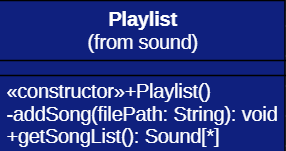 Playlist
(from sound)
«constructor»+Playlist()
-addSong(filePath: String): void
+getSongList(): Sound[*]